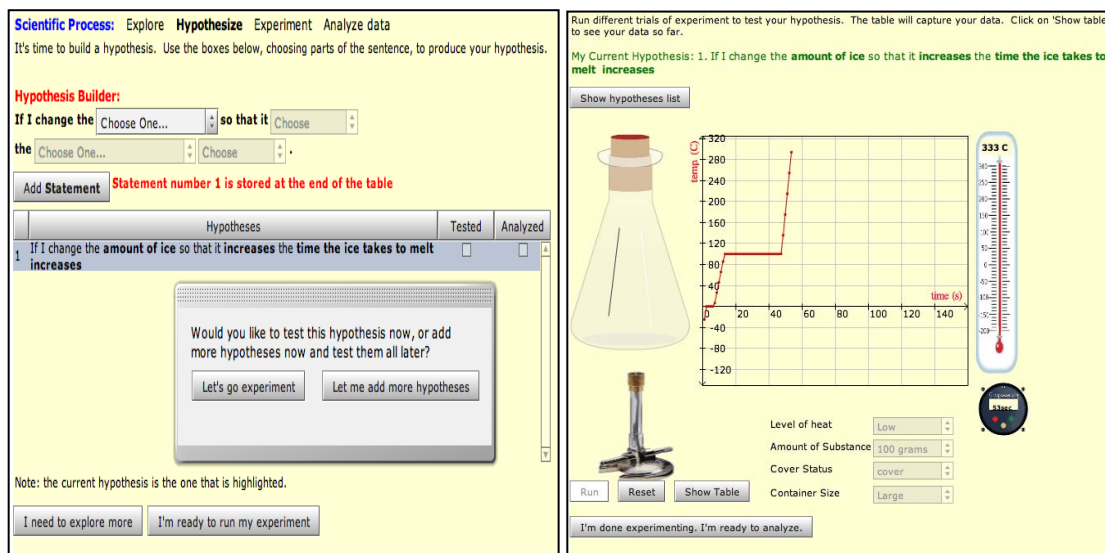 Scientific Process: Explore Hypothesize Experiment Analyze data
It's time to build a hypothesis. Use the boxes below, choosing parts of the sentence, to produce your hypothesis.
Hypothesis Builder:
If I change the Choose One... so that it Choose
the Choose One... Choose .
Add Statement Statement number 1 is stored at the end of the table
Hypotheses Tested Analyzed
1 If I change the amount of ice so that it increases the time the ice takes to melt
increases
Would you like to test this hypothesis now, or add
more hypotheses now and test them all later?
Let's go experiment Let me add more hypotheses
Note: the current hypothesis is the one that is highlighted.
I need to explore more I'm ready to run my experiment
Run different trials of experiment to test your hypothesis. The table will capture your data. Click on 'Show table
to see your data so far.
My Current Hypothesis: 1. If I change the amount of ice so that it increases the time the ice takes to
melt increases
Show hypotheses list
temp (C)
320
280
240
200
160
120
80
40
0 20 40 60 80 100 120 140
time (s)
-40
-80
-120
333 C
53sec
Level of heat Low
Amount of Substance 100 grams
Cover Status cover
Container Size Large
Run Reset Show Table
I'm done experimenting. I'm ready to analyze.